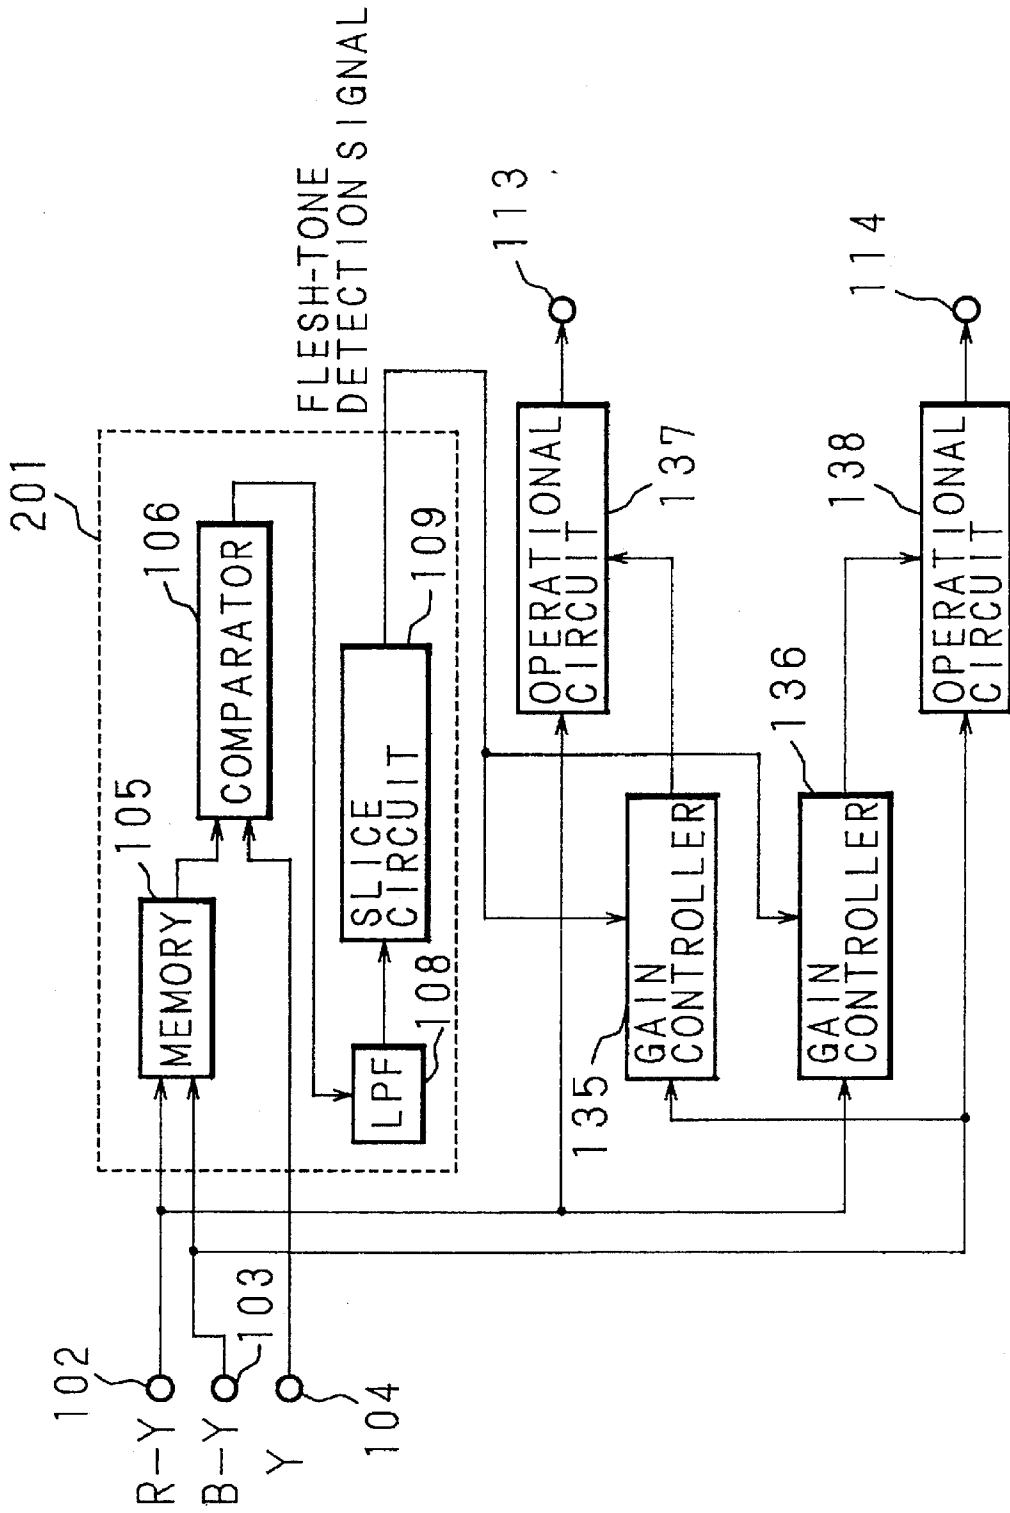 201
R-Y
102
B-Y
103
Y
104
105
MEMORY
106
COMPARATOR
LPF
108
SLICE
CIRCUIT
109
FLESH-TONE
DETECTION SIGNAL
135
GAIN
CONTROLLER
136
GAIN
CONTROLLER
OPERATIONAL
CIRCUIT
137
113
OPERATIONAL
CIRCUIT
138
114